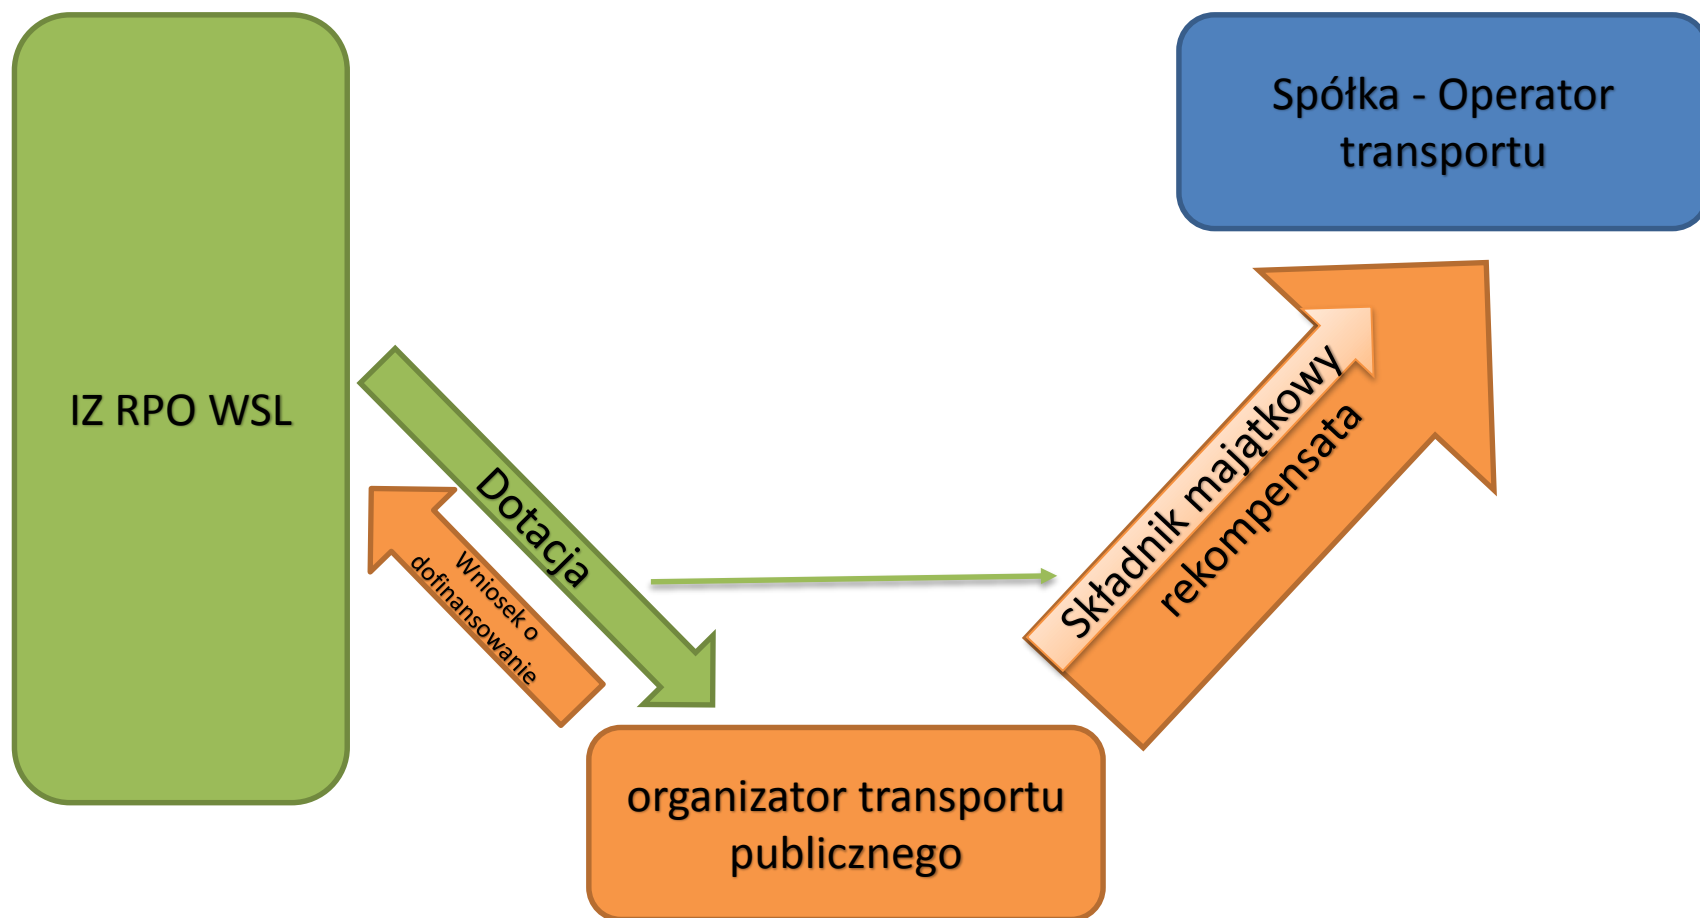 Spółka - Operator
transportu
IZ RPO WSL
Dotacja
Wniosek o
dofinansowanie
Składnik majątkowy
rekompensata
organizator transportu
publicznego